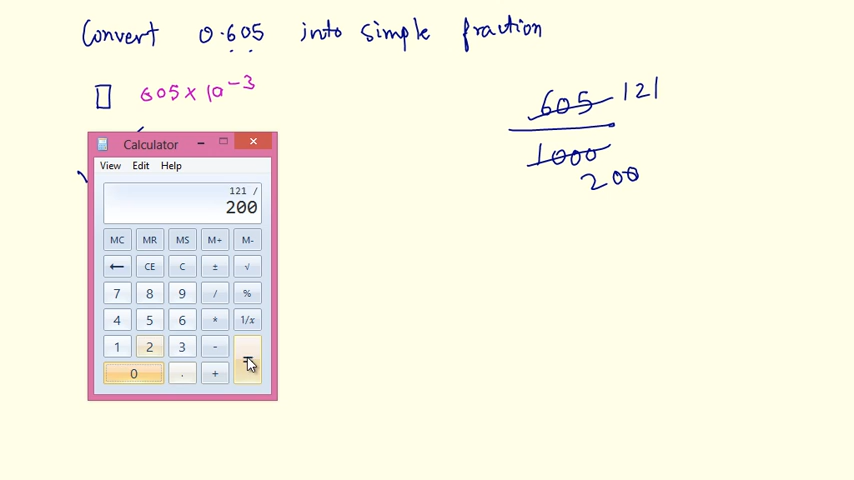 Convert 0.605 into simple fraction
605 x 10-3
605 121
1000
200
Calculator
View Edit Help
121 /
200
MC MR MS M+ M-
← CE C ± √
7 8 9 / %
4 5 6 * 1/x
1 2 3 - =
0 . +